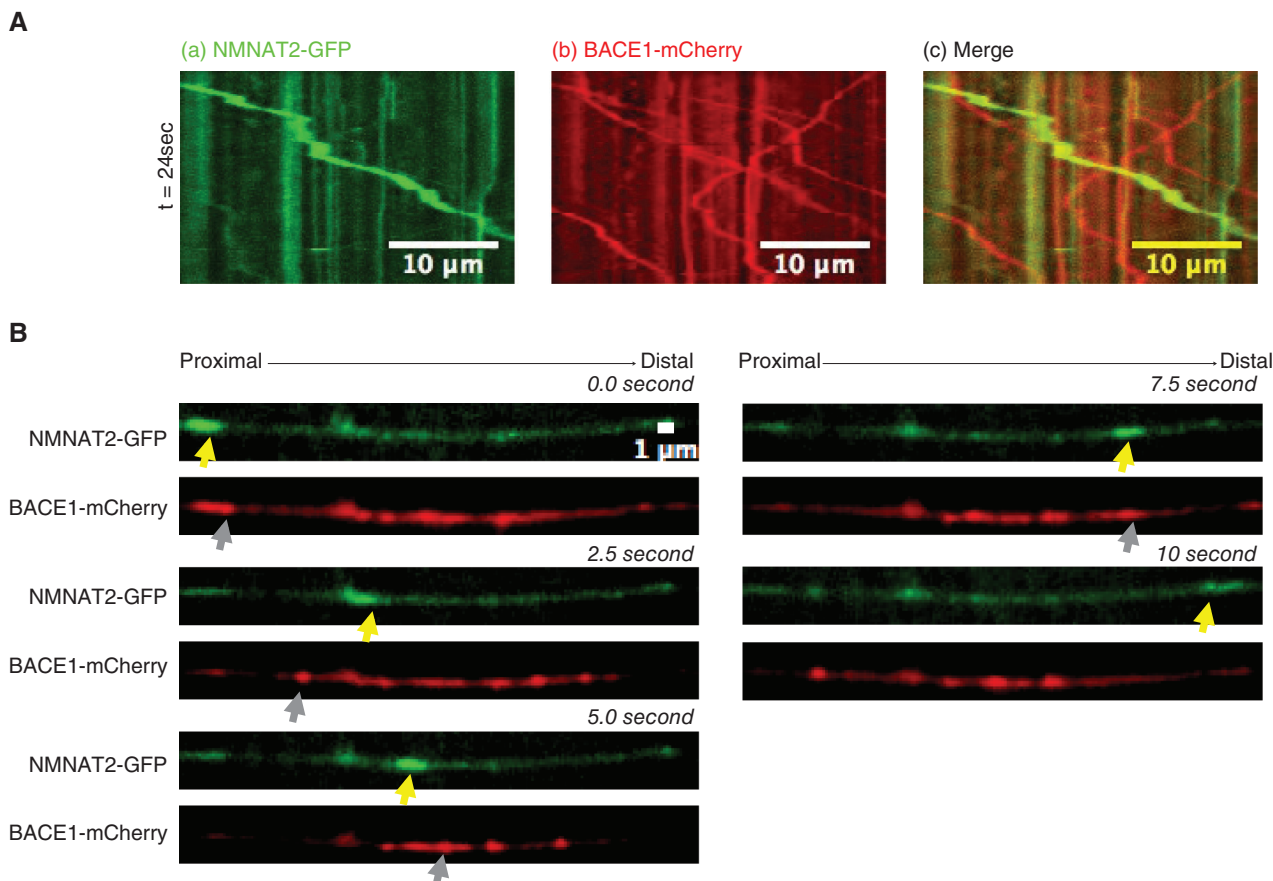 A
(a) NMNAT2-GFP
(b) BACE1-mCherry
(c) Merge
t = 24sec
10 µm
10 µm
10 µm
B
Proximal
Distal
0.0 second
NMNAT2-GFP
1 µm
BACE1-mCherry
2.5 second
NMNAT2-GFP
BACE1-mCherry
5.0 second
NMNAT2-GFP
BACE1-mCherry
Proximal
Distal
7.5 second
10 second